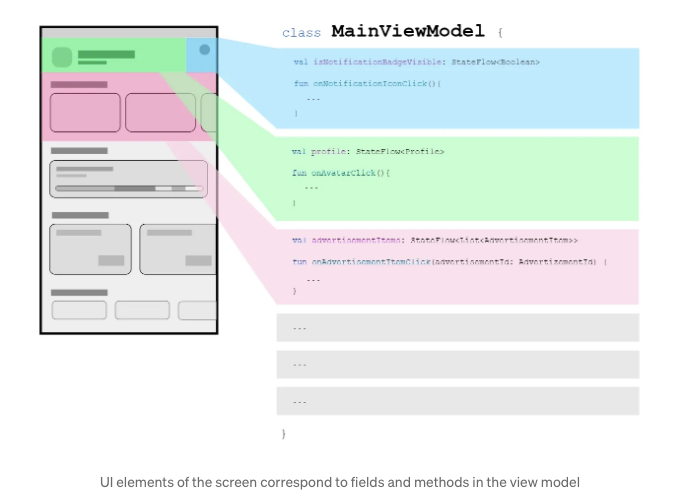 class MainViewModel {
val isNotificationBadgeVisible: StateFlow<Boolean>
fun onNotificationIconClick(){
...
}
val profile: StateFlow<Profile>
fun onAvatarClick(){
...
}
val advertisementItems: StateFlow<List<AdvertisementItem>>
fun onAdvertisementItemClick(advertisementId: AdvertizementId) {
...
}
...
...
...
}
UI elements of the screen correspond to fields and methods in the view model